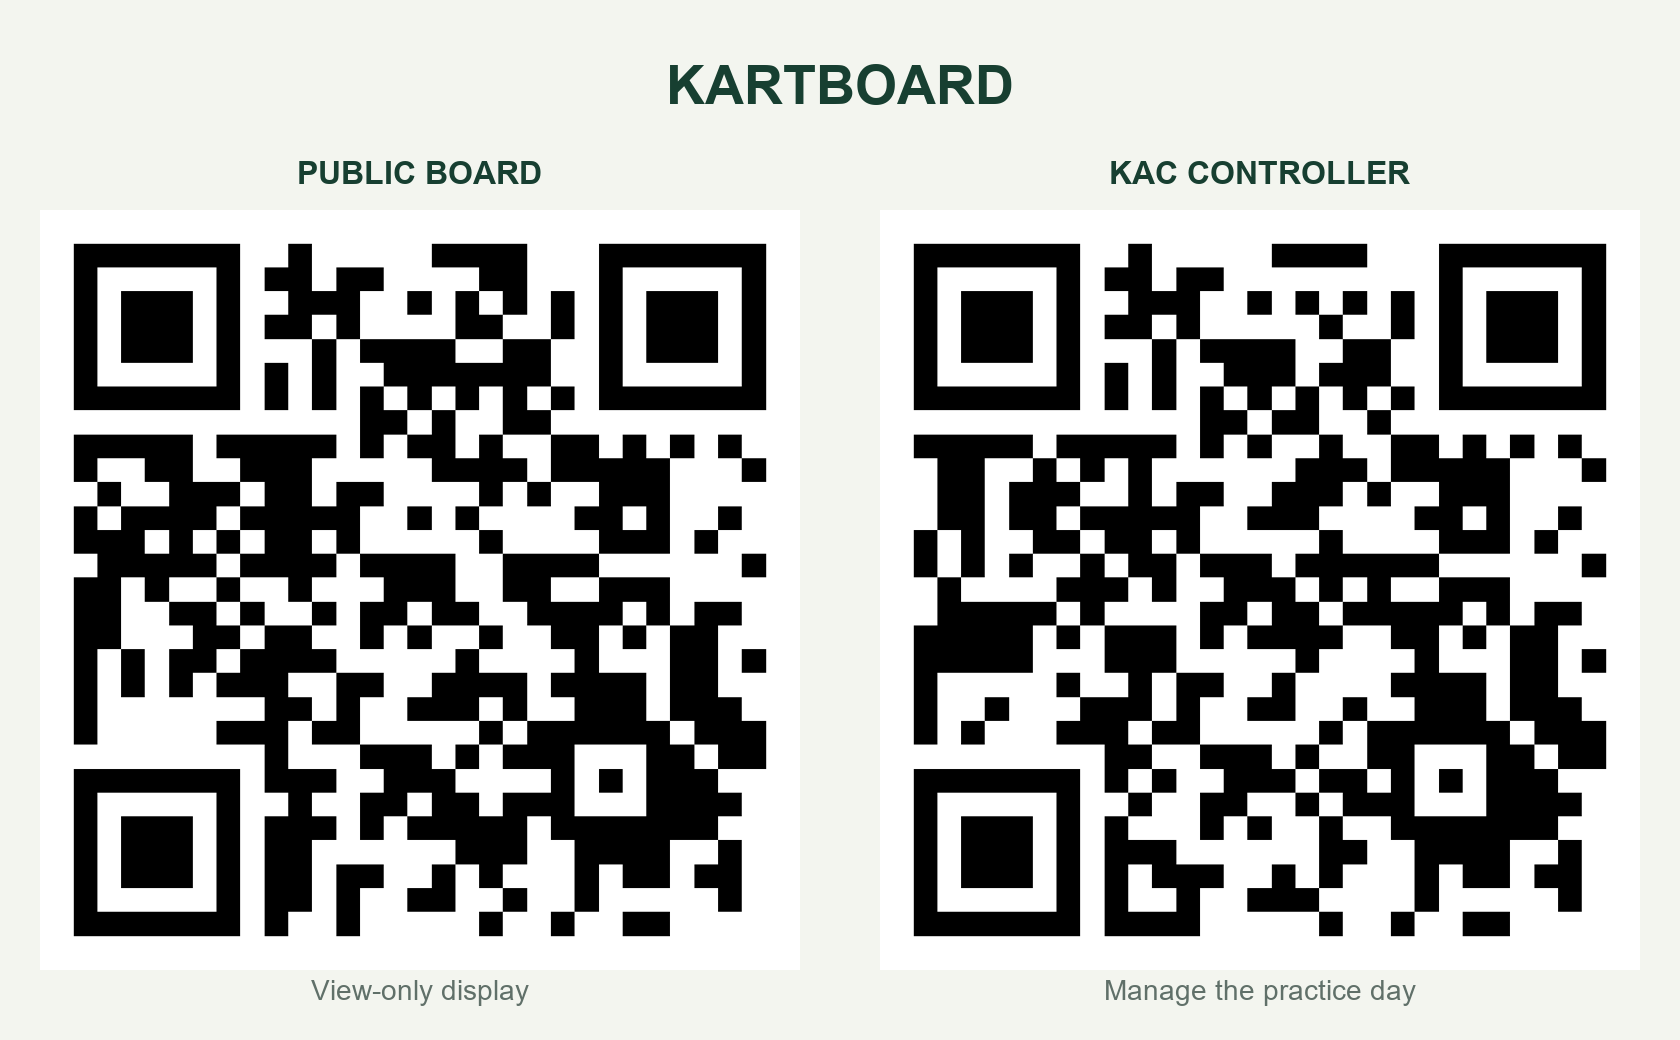 KARTBOARD
PUBLIC BOARD
KAC CONTROLLER
View-only display
Manage the practice day